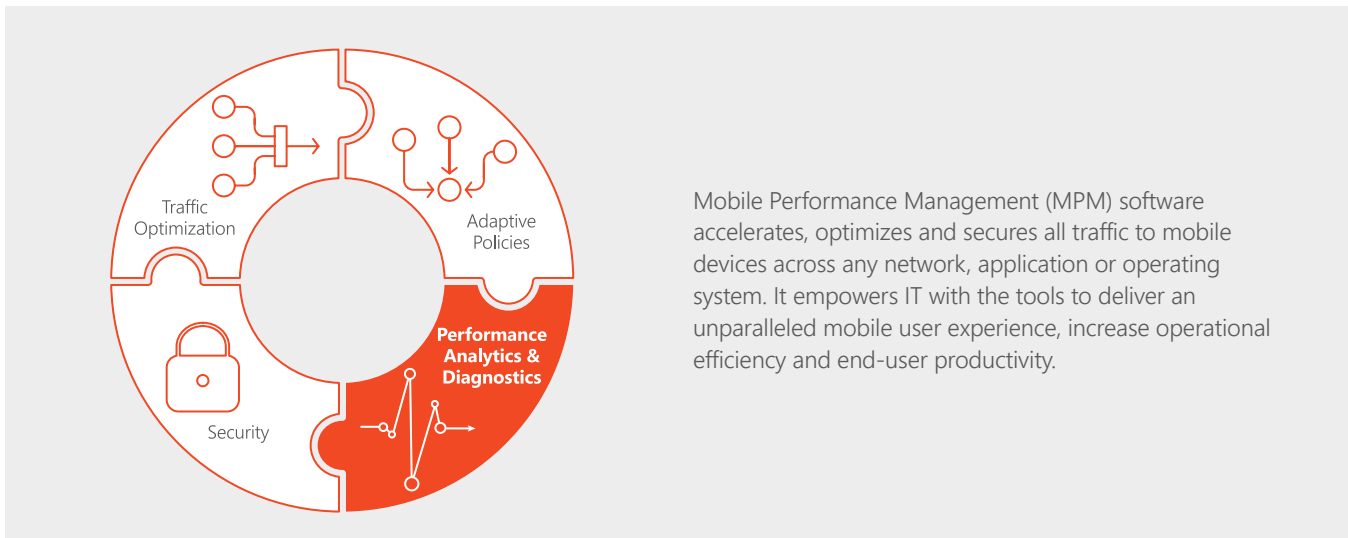 Traffic
Optimization
Adaptive
Policies
Performance
Analytics &
Diagnostics
Security
Mobile Performance Management (MPM) software
accelerates, optimizes and secures all traffic to mobile
devices across any network, application or operating
system. It empowers IT with the tools to deliver an
unparalleled mobile user experience, increase operational
efficiency and end-user productivity.